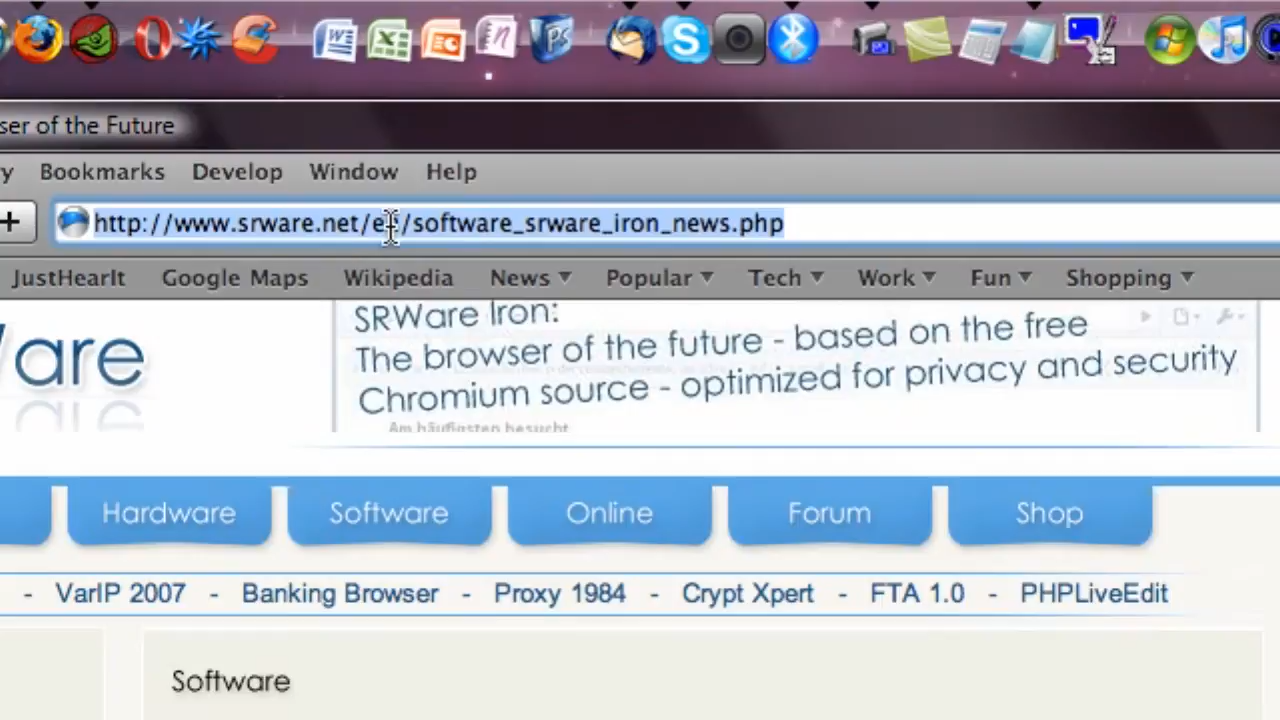 ser of the Future
Bookmarks Develop Window Help
http://www.srware.net/en/software_srware_iron_news.php
JustHearIt Google Maps Wikipedia News Popular Tech Work Fun Shopping
Ware
SRWare Iron:
The browser of the future - based on the free
Chromium source - optimized for privacy and security
Am häufigsten besucht
Hardware Software Online Forum Shop
- VarIP 2007 - Banking Browser - Proxy 1984 - Crypt Xpert - FTA 1.0 - PHPLiveEdit
Software